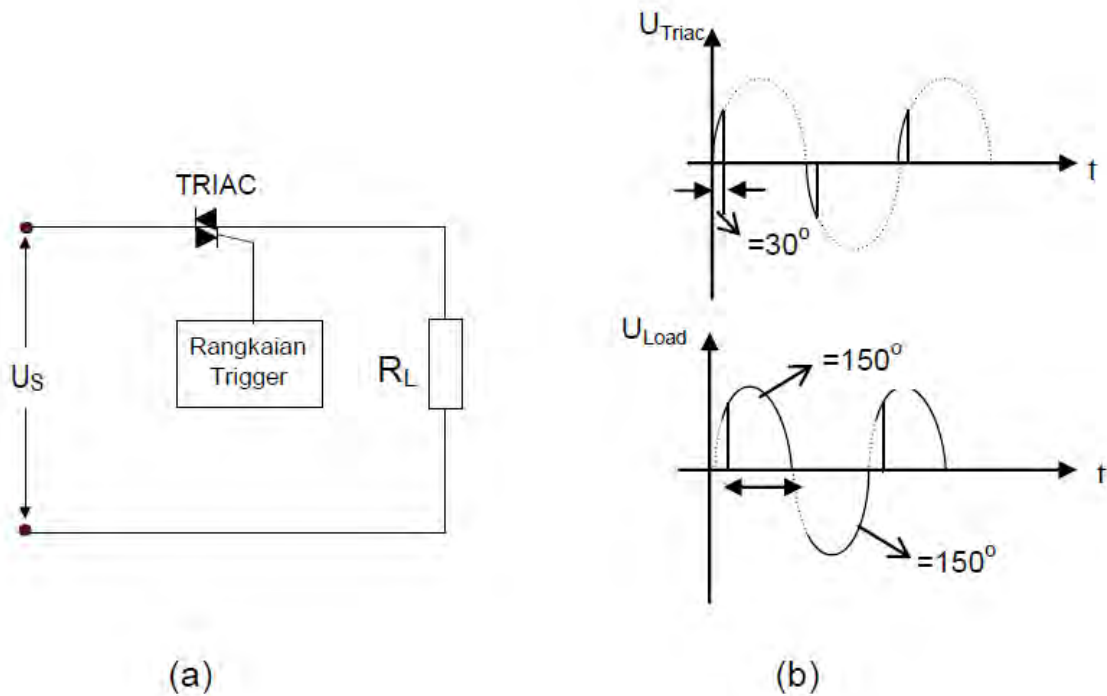 TRIAC
U_S
Rangkaian
Trigger
R_L
(a)
U_Triac
t
=30°
U_Load
=150°
t
=150°
(b)